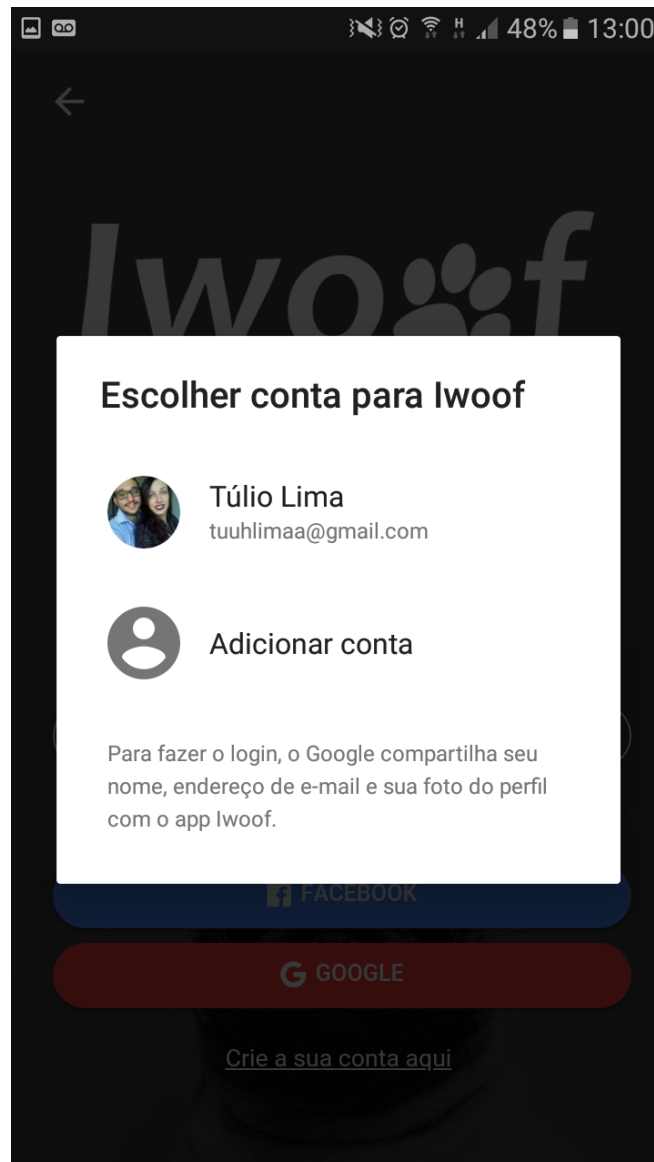 H 48% 13:00
Iwoof
Escolher conta para Iwoof
Túlio Lima
tuuhlimaa@gmail.com
Adicionar conta
Para fazer o login, o Google compartilha seu
nome, endereço de e-mail e sua foto do perfil
com o app Iwoof.
FACEBOOK
GOOGLE
Crie a sua conta aqui